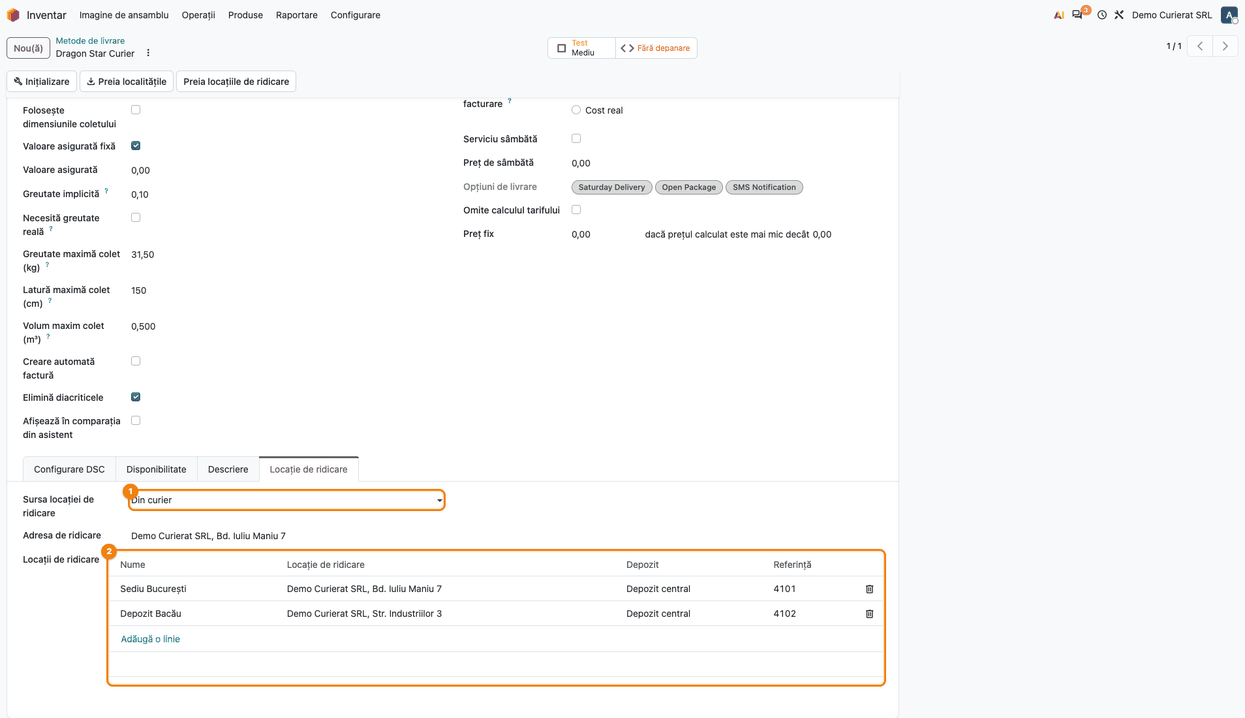 Inventar Imagine de ansamblu Operații Produse Raportare Configurare
3 Demo Curierat SRL A
Nou(ă) Metode de livrare
Dragon Star Curier
Test
Mediu
Fără depanare
1 / 1
Inițializare Preia localitățile Preia locațiile de ridicare
Folosește
dimensiunile coletului
Valoare asigurată fixă
Valoare asigurată 0,00
Greutate implicită ? 0,10
Necesită greutate
reală ?
Greutate maximă colet
(kg) ?
31,50
Latură maximă colet
(cm) ?
150
Volum maxim colet
(m³) ?
0,500
Creare automată
factură
Elimină diacriticele
Afișează în comparația
din asistent
facturare ?
Cost real
Serviciu sâmbătă
Preț de sâmbătă 0,00
Opțiuni de livrare Saturday Delivery Open Package SMS Notification
Omite calculul tarifului
Preț fix 0,00 dacă prețul calculat este mai mic decât 0,00
Configurare DSC Disponibilitate Descriere Locație de ridicare
Sursa locației de
ridicare
1
Din curier
Adresa de ridicare Demo Curierat SRL, Bd. Iuliu Maniu 7
Locații de ridicare
2
Nume Locație de ridicare Depozit Referință
Sediu București Demo Curierat SRL, Bd. Iuliu Maniu 7 Depozit central 4101
Depozit Bacău Demo Curierat SRL, Str. Industriilor 3 Depozit central 4102
Adăugă o linie